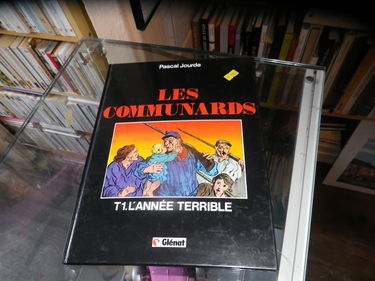 Pascal Jourde
LES
COMMUNARDS
T1.L'ANNÉE TERRIBLE
Glénat